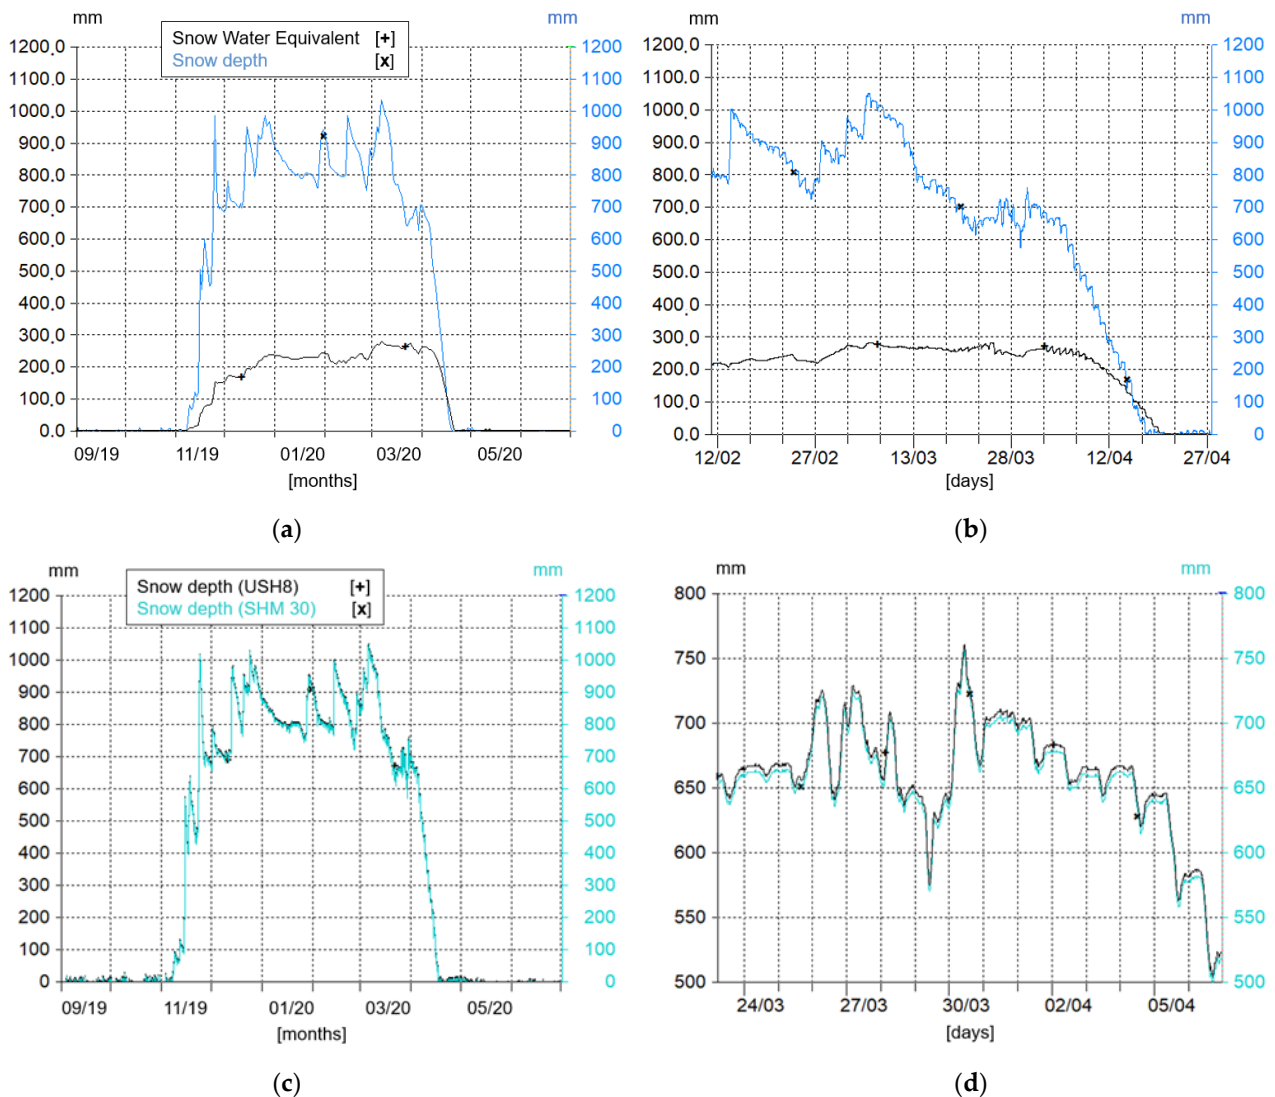 mm mm
Snow Water Equivalent [+]
Snow depth [x]
1200.0 1200
1100.0 1100
1000.0 1000
900.0 900
800.0 800
700.0 700
600.0 600
500.0 500
400.0 400
300.0 300
200.0 200
100.0 100
0.0 0
09/19 11/19 01/20 03/20 05/20
[months]
(a)
mm mm
1200.0 1200
1100.0 1100
1000.0 1000
900.0 900
800.0 800
700.0 700
600.0 600
500.0 500
400.0 400
300.0 300
200.0 200
100.0 100
0.0 0
12/02 27/02 13/03 28/03 12/04 27/04
[days]
(b)
mm mm
Snow depth (USH8) [+]
Snow depth (SHM 30) [x]
1200 1200
1100 1100
1000 1000
900 900
800 800
700 700
600 600
500 500
400 400
300 300
200 200
100 100
0 0
09/19 11/19 01/20 03/20 05/20
[months]
(c)
mm mm
800 800
750 750
700 700
650 650
600 600
550 550
500 500
24/03 27/03 30/03 02/04 05/04
[days]
(d)